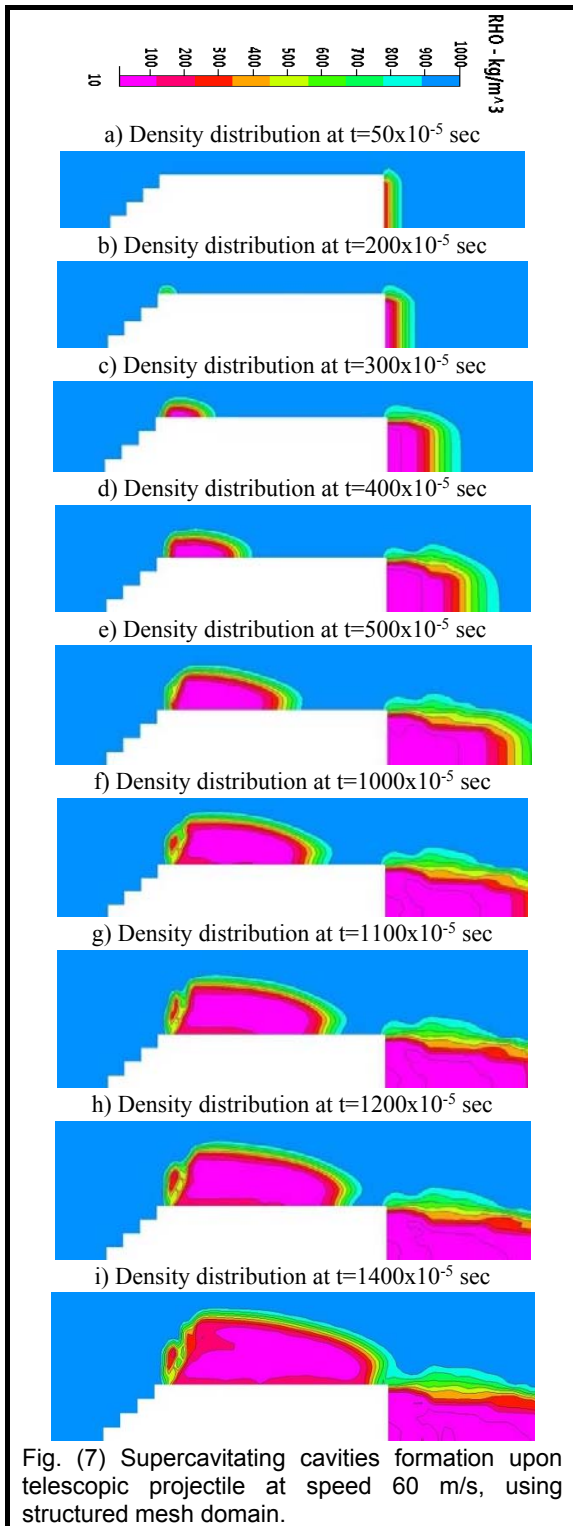 RHO - kg/m^3
10 100 200 300 400 500 600 700 800 900 1000
a) Density distribution at t=50x10⁻⁵ sec
b) Density distribution at t=200x10⁻⁵ sec
c) Density distribution at t=300x10⁻⁵ sec
d) Density distribution at t=400x10⁻⁵ sec
e) Density distribution at t=500x10⁻⁵ sec
f) Density distribution at t=1000x10⁻⁵ sec
g) Density distribution at t=1100x10⁻⁵ sec
h) Density distribution at t=1200x10⁻⁵ sec
i) Density distribution at t=1400x10⁻⁵ sec
Fig. (7) Supercavitating cavities formation upon
telescopic projectile at speed 60 m/s, using
structured mesh domain.